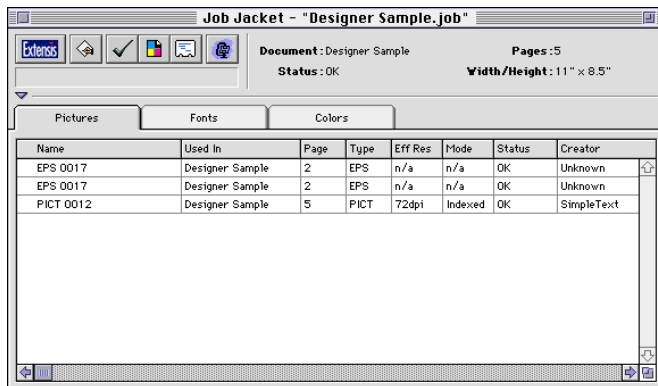 Job Jacket - "Designer Sample.job"
Extensis
Document: Designer Sample Pages: 5
Status: OK Width/Height: 11" x 8.5"
Pictures Fonts Colors
Name Used In Page Type Eff Res Mode Status Creator
EPS 0017 Designer Sample 2 EPS n/a n/a OK Unknown
EPS 0017 Designer Sample 2 EPS n/a n/a OK Unknown
PICT 0012 Designer Sample 5 PICT 72dpi Indexed OK SimpleText